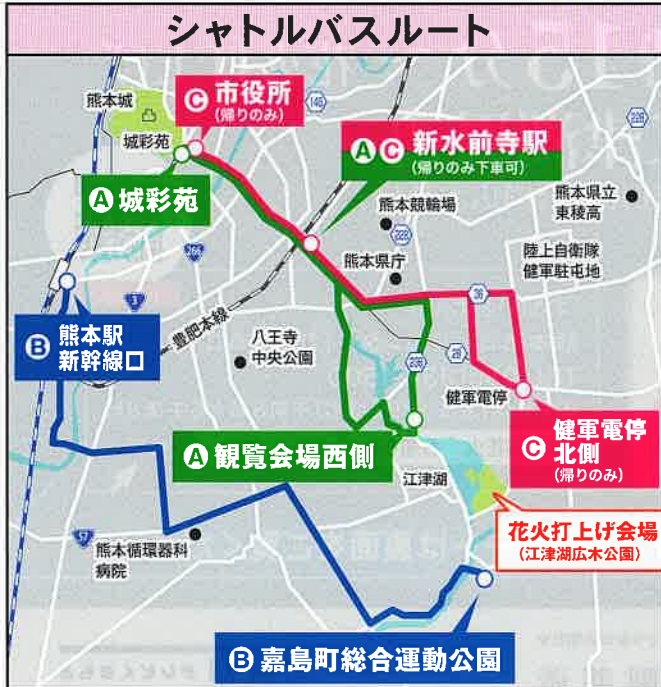 シャトルバスルート
熊本城
城彩苑
C 市役所
(帰りのみ)
145
A C 新水前寺駅
(帰りのみ下車可)
228
A 城彩苑
熊本競輪場
228
熊本県立
東稜高
熊本県庁
陸上自衛隊
健軍駐屯地
266
3
36
豊肥本線
B 熊本駅
新幹線口
八王寺
中央公園
28
健軍電停
A 観覧会場西側
C 健軍電停
北側
(帰りのみ)
江津湖
花火打上げ会場
(江津湖広木公園)
57
熊本循環器科
病院
B 嘉島町総合運動公園